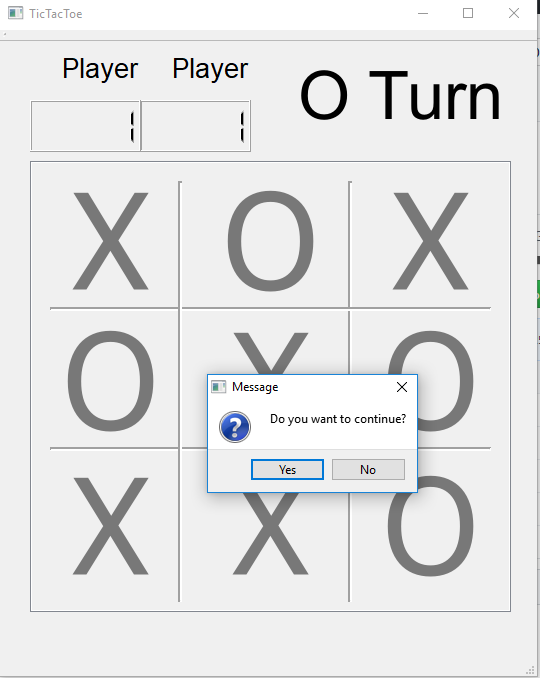 TicTacToe
Player Player
O Turn
1 1
X O X
O X O
Message
Do you want to continue?
Yes No
X X O